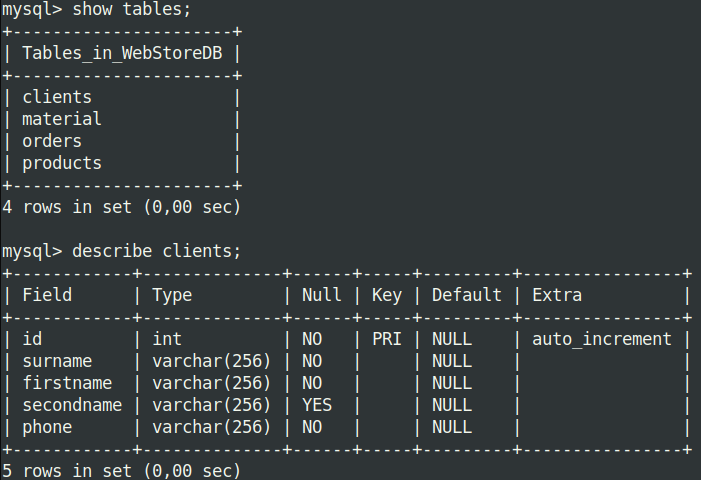 mysql> show tables;
+----------------------+
| Tables_in_WebStoreDB |
+----------------------+
| clients              |
| material             |
| orders               |
| products             |
+----------------------+
4 rows in set (0,00 sec)

mysql> describe clients;
+------------+--------------+------+-----+---------+----------------+
| Field      | Type         | Null | Key | Default | Extra          |
+------------+--------------+------+-----+---------+----------------+
| id         | int          | NO   | PRI | NULL    | auto_increment |
| surname    | varchar(256) | NO   |     | NULL    |                |
| firstname  | varchar(256) | NO   |     | NULL    |                |
| secondname | varchar(256) | YES  |     | NULL    |                |
| phone      | varchar(256) | NO   |     | NULL    |                |
+------------+--------------+------+-----+---------+----------------+
5 rows in set (0,00 sec)